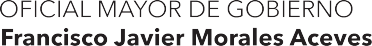 OFICIAL MAYOR DE GOBIERNO
Francisco Javier Morales Aceves